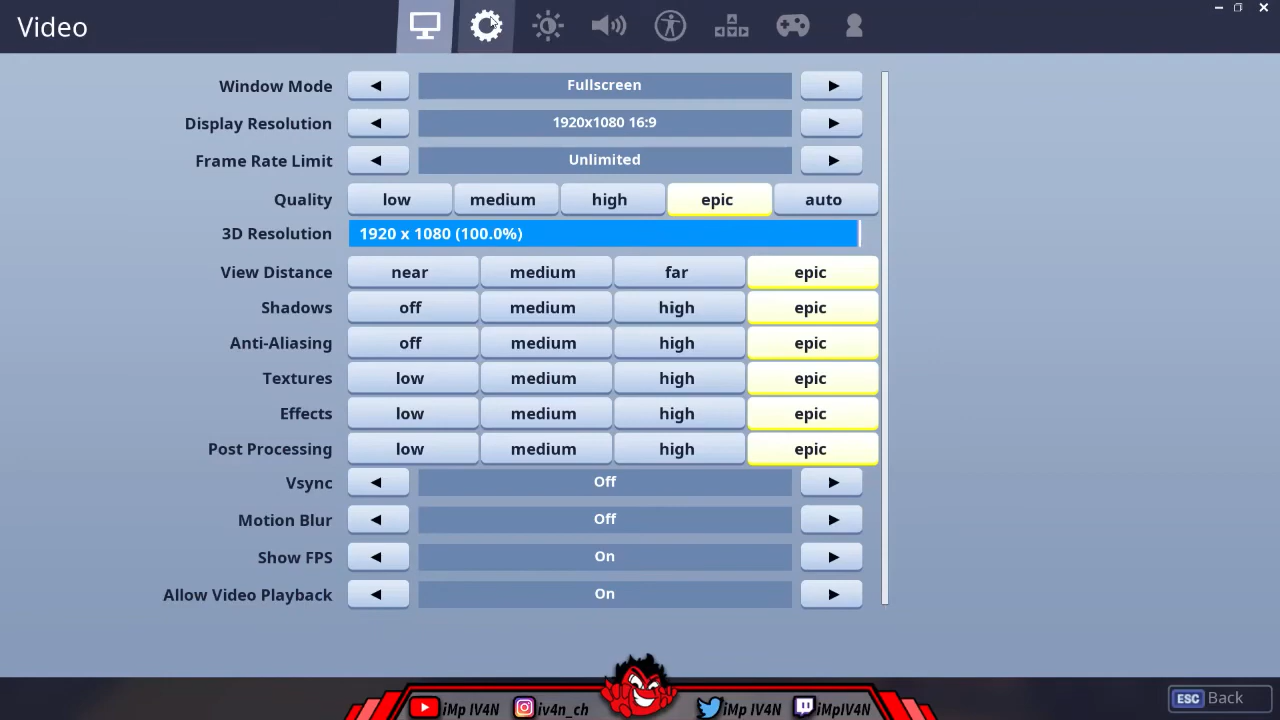 Video
Window Mode Fullscreen
Display Resolution 1920x1080 16:9
Frame Rate Limit Unlimited
Quality low medium high epic auto
3D Resolution 1920 x 1080 (100.0%)
View Distance near medium far epic
Shadows off medium high epic
Anti-Aliasing off medium high epic
Textures low medium high epic
Effects low medium high epic
Post Processing low medium high epic
Vsync Off
Motion Blur Off
Show FPS On
Allow Video Playback On
ESC Back
iMp IV4N iv4n_ch iMp IV4N iMpIV4N